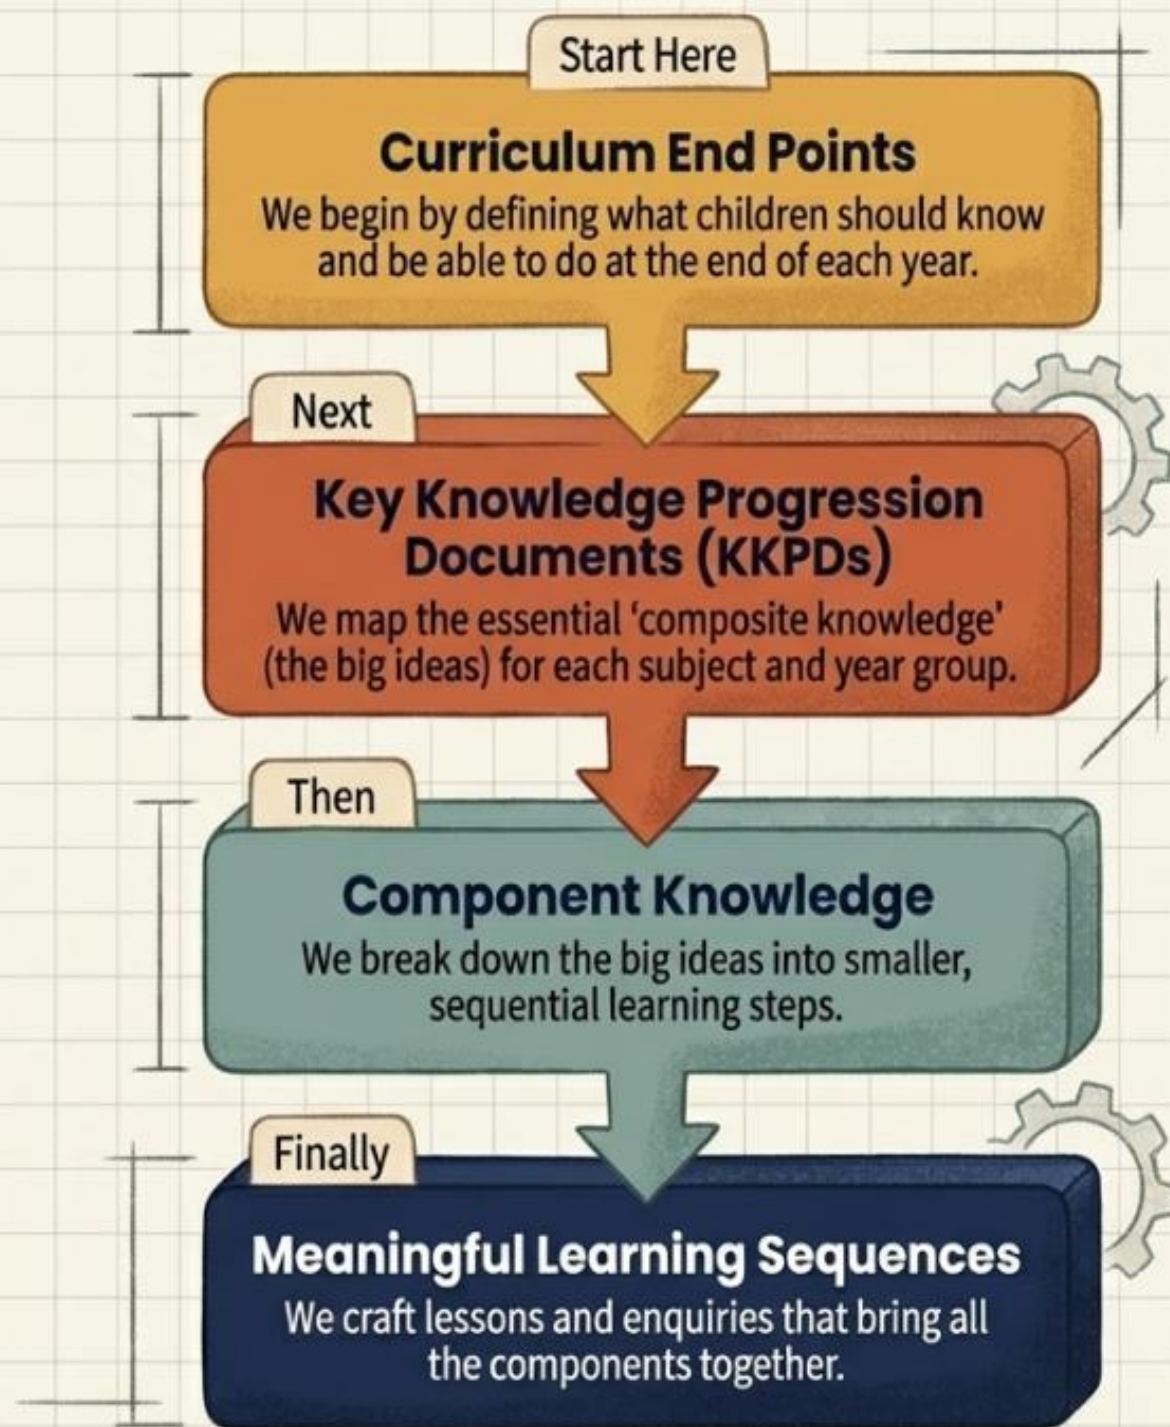 Start Here
Curriculum End Points
We begin by defining what children should know
and be able to do at the end of each year.
Next
Key Knowledge Progression
Documents (KKPDs)
We map the essential ‘composite knowledge'
(the big ideas) for each subject and year group.
Then
Component Knowledge
We break down the big ideas into smaller,
sequential learning steps.
Finally
Meaningful Learning Sequences
We craft lessons and enquiries that bring all
the components together.